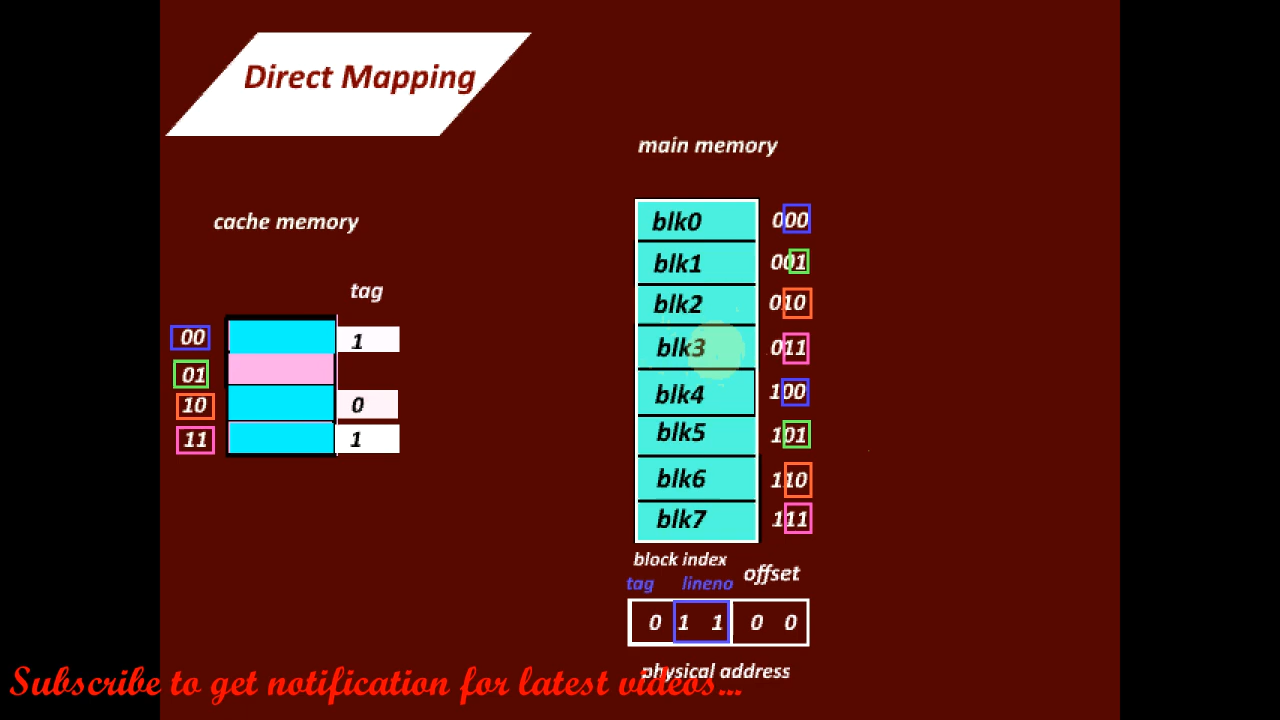 Direct Mapping
main memory
cache memory
tag
00 1
01
10 0
11 1
blk0 000
blk1 001
blk2 010
blk3 011
blk4 100
blk5 101
blk6 110
blk7 111
block index
tag lineno offset
0 1 1 0 0
physical address
Subscribe to get notification for latest videos...